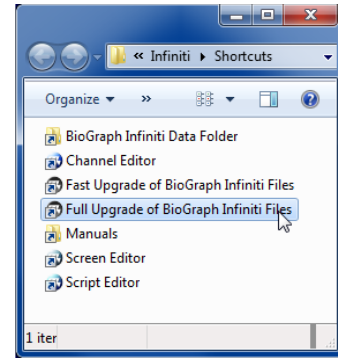 « Infiniti ▸ Shortcuts
Organize ▾ »
BioGraph Infiniti Data Folder
Channel Editor
Fast Upgrade of BioGraph Infiniti Files
Full Upgrade of BioGraph Infiniti Files
Manuals
Screen Editor
Script Editor
1 iter